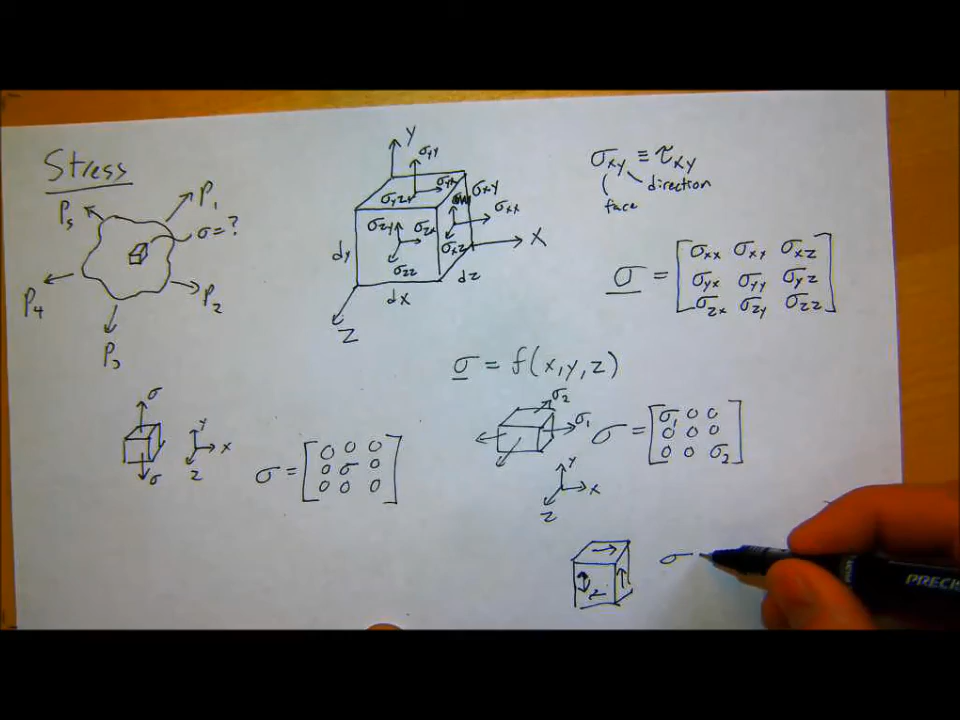 Stress
P₁
P₅
σ = ?
P₄
P₂
P₃
Y
σyy
σyx
σyz
σxy
σxx
σxz
σzy
σzx
σzz
X
dy
dx
dz
Z
σxy ≡ τxy
direction
face
σ = [σxx σxy σxz
σyx σyy σyz
σzx σzy σzz]
σ = f(x,y,z)
σ
σ
Y
X
Z
σ = [0 0 0
0 σ 0
0 0 0]
σ₂
σ₁
σ = [σ₁ 0 0
0 0 0
0 0 σ₂]
Y
X
Z
σ
PRECIS